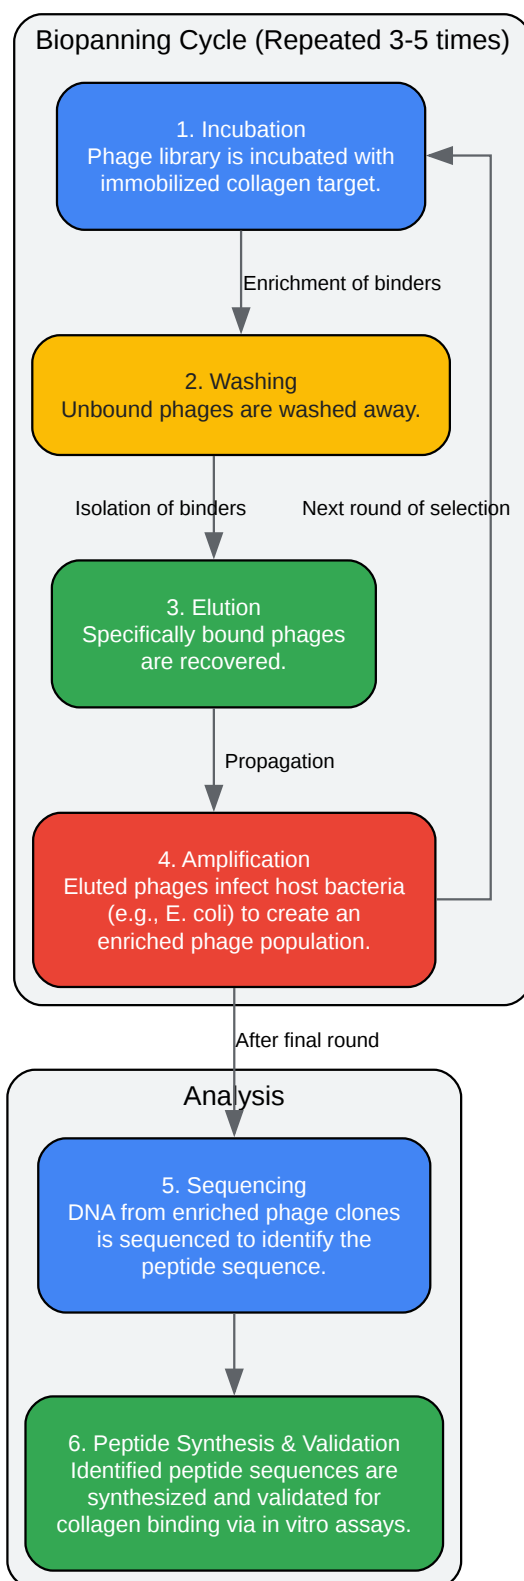 Biopanning Cycle (Repeated 3-5 times)
1. Incubation
Phage library is incubated with
immobilized collagen target.
Enrichment of binders
2. Washing
Unbound phages are washed away.
Isolation of binders
Next round of selection
3. Elution
Specifically bound phages
are recovered.
Propagation
4. Amplification
Eluted phages infect host bacteria
(e.g., E. coli) to create an
enriched phage population.
After final round
Analysis
5. Sequencing
DNA from enriched phage clones
is sequenced to identify the
peptide sequence.
6. Peptide Synthesis & Validation
Identified peptide sequences are
synthesized and validated for
collagen binding via in vitro assays.